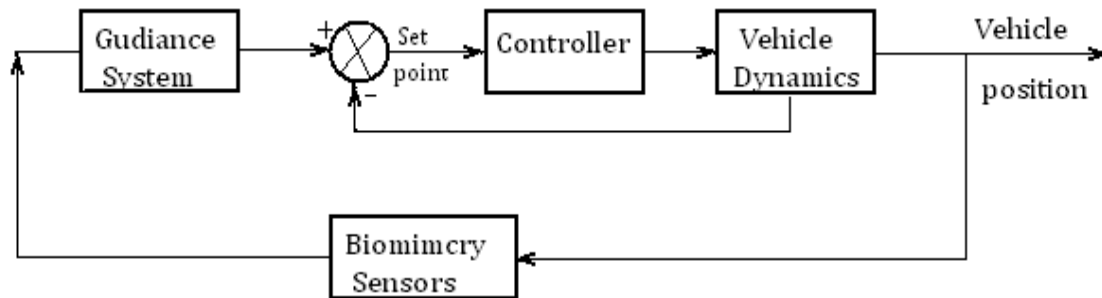 Gudiance
System
+
−
Set
point
Controller
Vehicle
Dynamics
Vehicle
position
Biomimcry
Sensors